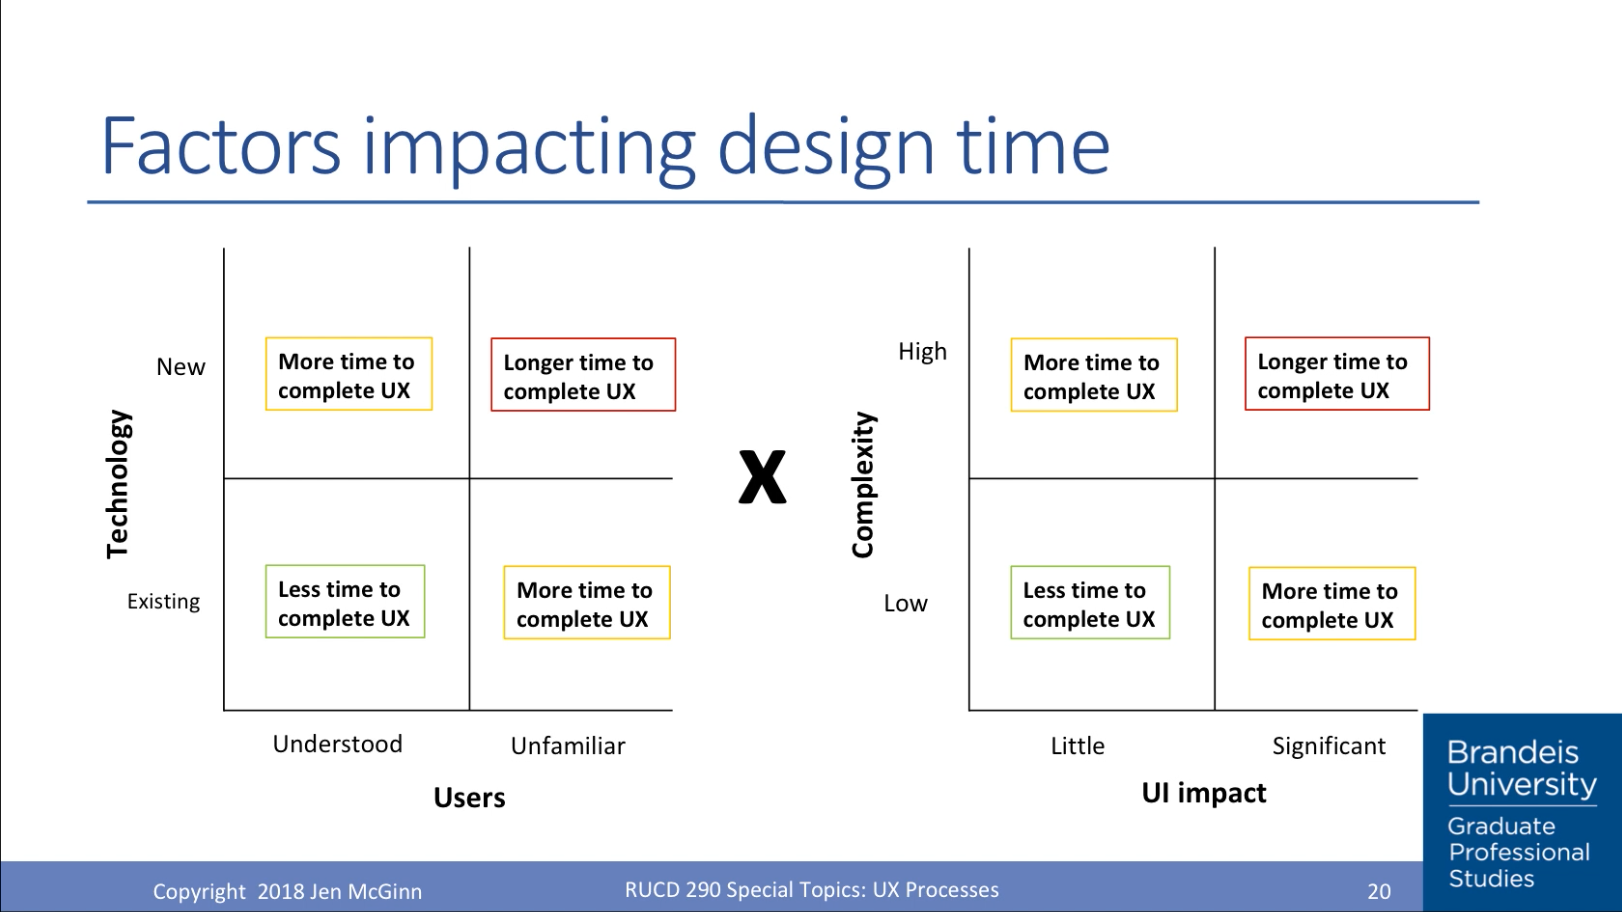 Factors impacting design time
Technology
New
Existing
More time to
complete UX
Longer time to
complete UX
Less time to
complete UX
More time to
complete UX
Understood
Unfamiliar
Users
X
Complexity
High
Low
More time to
complete UX
Longer time to
complete UX
Less time to
complete UX
More time to
complete UX
Little
Significant
UI impact
Brandeis
University
Graduate
Professional
Studies
Copyright 2018 Jen McGinn
RUCD 290 Special Topics: UX Processes
20